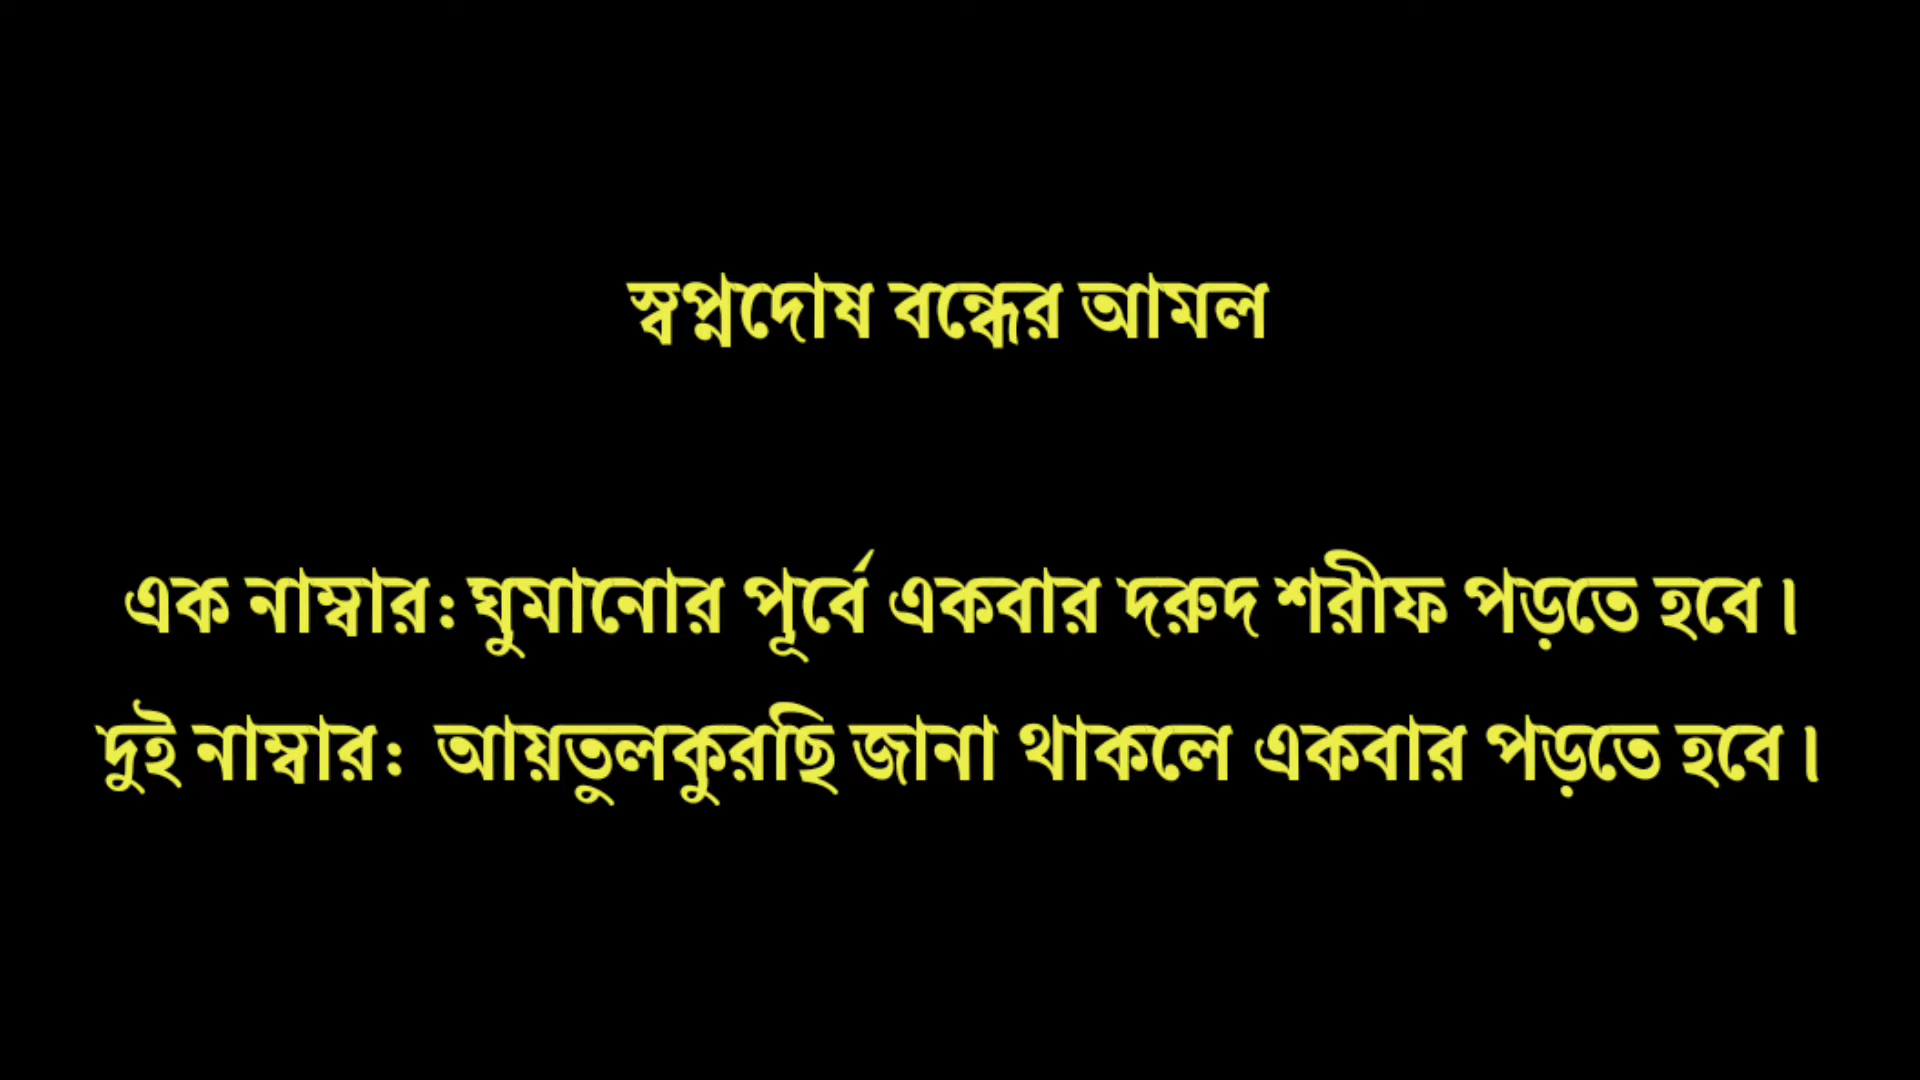 স্বপ্নদোষ বন্ধের আমল
এক নাম্বার: ঘুমানোর পূর্বে একবার দরুদ শরীফ পড়তে হবে।
দুই নাম্বার: আয়তুলকুরছি জানা থাকলে একবার পড়তে হবে।